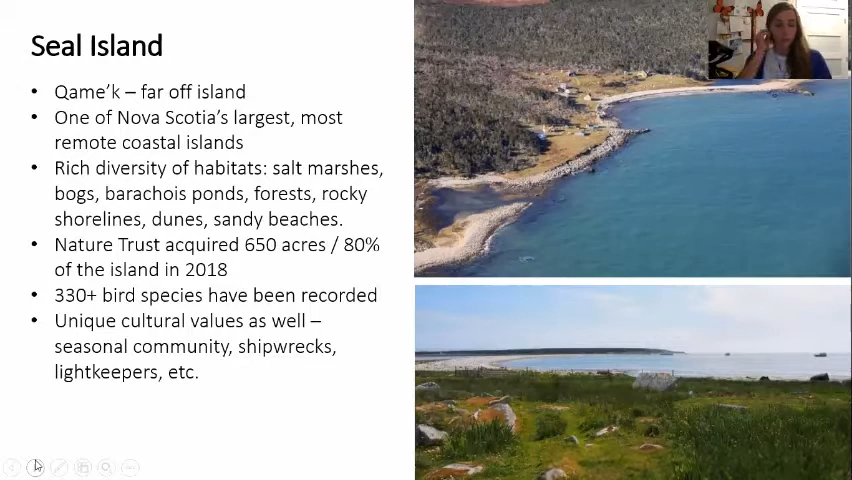 Seal Island
• Qame’k – far off island
• One of Nova Scotia’s largest, most
remote coastal islands
• Rich diversity of habitats: salt marshes,
bogs, barachois ponds, forests, rocky
shorelines, dunes, sandy beaches.
• Nature Trust acquired 650 acres / 80%
of the island in 2018
• 330+ bird species have been recorded
• Unique cultural values as well –
seasonal community, shipwrecks,
lightkeepers, etc.